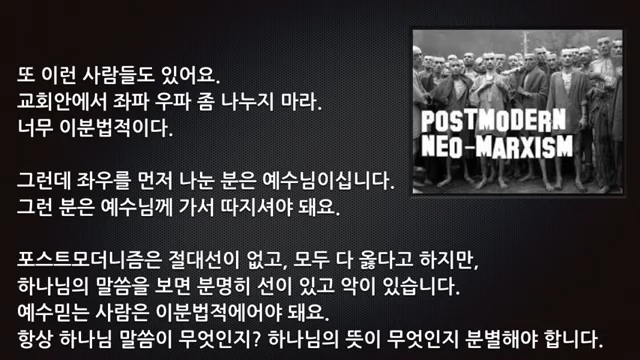 또 이런 사람들도 있어요.
교회안에서 좌파 우파 좀 나누지 마라.
너무 이분법적이다.
그런데 좌우를 먼저 나눈 분은 예수님이십니다.
그런 분은 예수님께 가서 따지셔야 돼요.
포스트모더니즘은 절대선이 없고, 모두 다 옳다고 하지만,
하나님의 말씀을 보면 분명히 선이 있고 악이 있습니다.
예수믿는 사람은 이분법적에어야 돼요.
항상 하나님 말씀이 무엇인지? 하나님의 뜻이 무엇인지 분별해야 합니다.
POSTMODERN
NEO-MARXISM